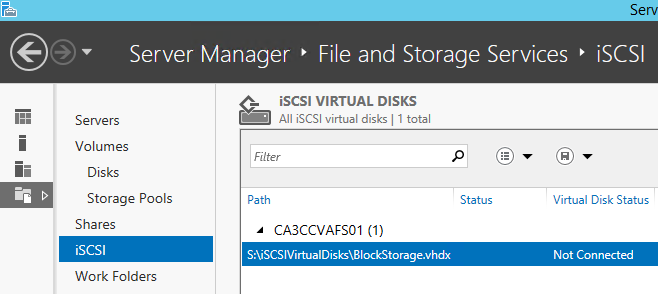 Serv
Server Manager ‣ File and Storage Services ‣ iSCSI
Servers
Volumes
Disks
Storage Pools
Shares
iSCSI
Work Folders
iSCSI VIRTUAL DISKS
All iSCSI virtual disks | 1 total
Filter
Path Status Virtual Disk Status
CA3CCVAFS01 (1)
S:\iSCSIVirtualDisks\BlockStorage.vhdx Not Connected